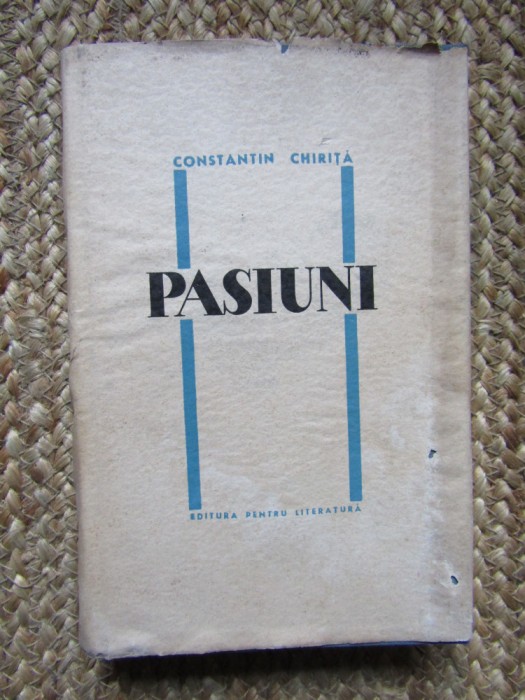 CONSTANTIN CHIRIȚĂ
PASIUNI
EDITURA PENTRU LITERATURĂ